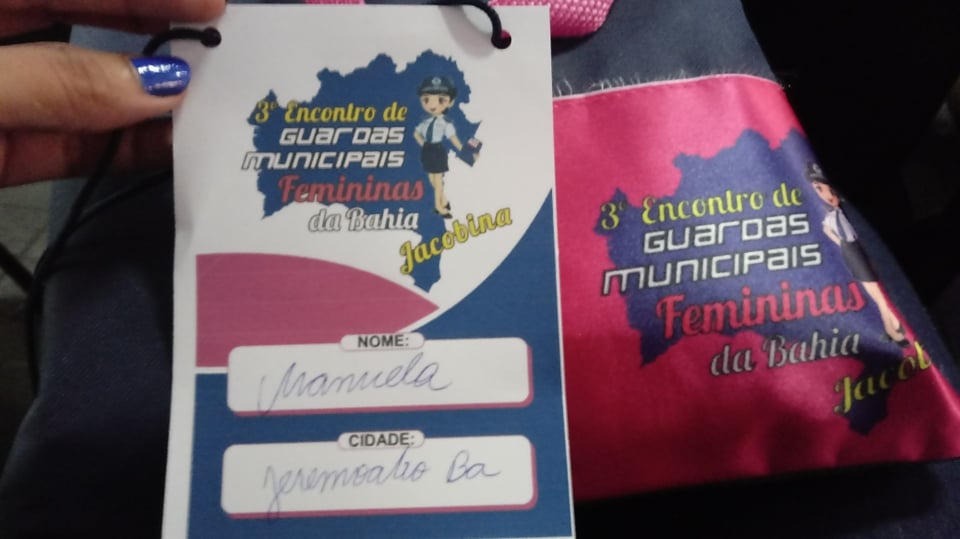 3º Encontro de
GUARDAS
MUNICIPAIS
Femininas
da Bahia
Jacobina
NOME:
Manuela
CIDADE:
Jeremoabo Ba
3º Encontro de
GUARDAS
MUNICIPAIS
Femininas
da Bahia
Jacob